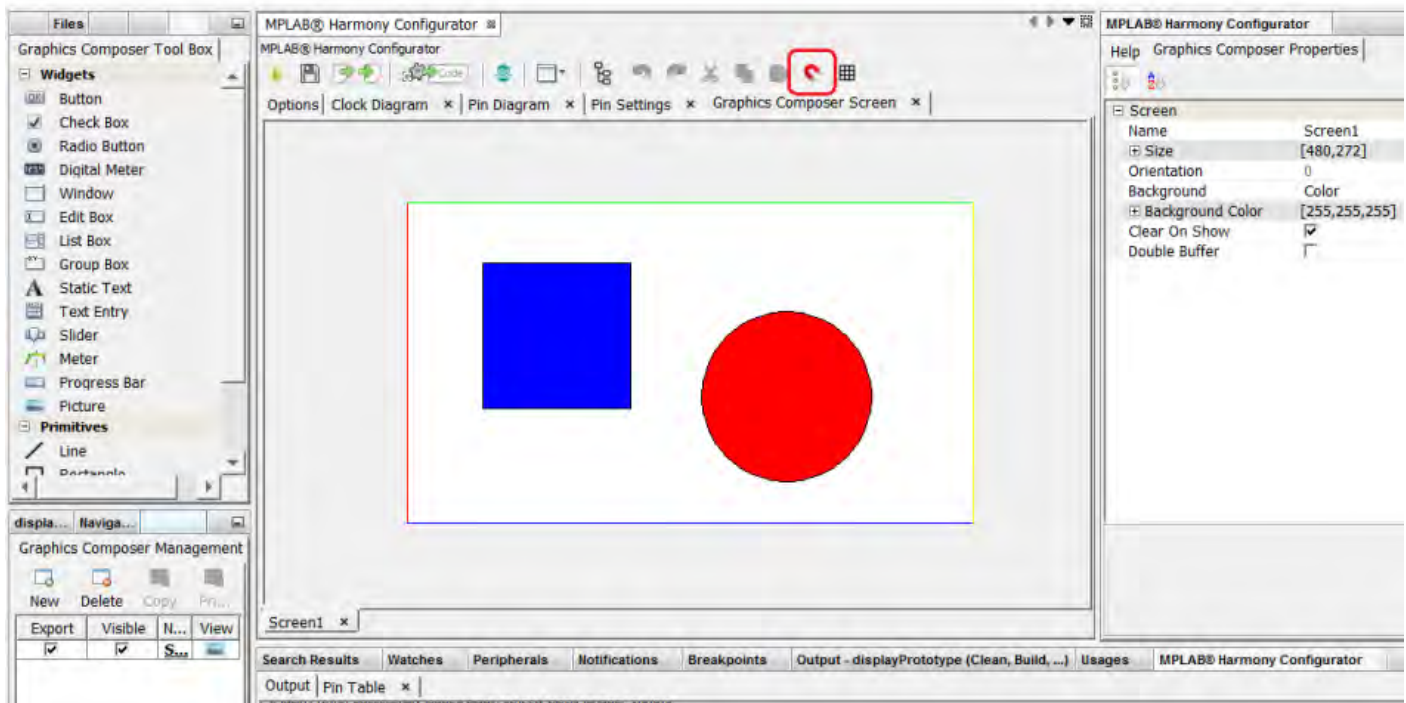 Files
Graphics Composer Tool Box
Widgets
Button
Check Box
Radio Button
Digital Meter
Window
Edit Box
List Box
Group Box
Static Text
Text Entry
Slider
Meter
Progress Bar
Picture
Primitives
Line
Rectangle
displa... Naviga...
Graphics Composer Management
New Delete Copy Pri...
Export Visible N... View
S...
MPLAB® Harmony Configurator
MPLAB® Harmony Configurator
Code
Options Clock Diagram × Pin Diagram × Pin Settings × Graphics Composer Screen ×
Screen1 ×
Search Results Watches Peripherals Notifications Breakpoints Output - displayPrototype (Clean, Build, ...) Usages MPLAB® Harmony Configurator
Output Pin Table ×
MPLAB® Harmony Configurator
Help Graphics Composer Properties
Screen
Name Screen1
Size [480,272]
Orientation 0
Background Color
Background Color [255,255,255]
Clear On Show
Double Buffer